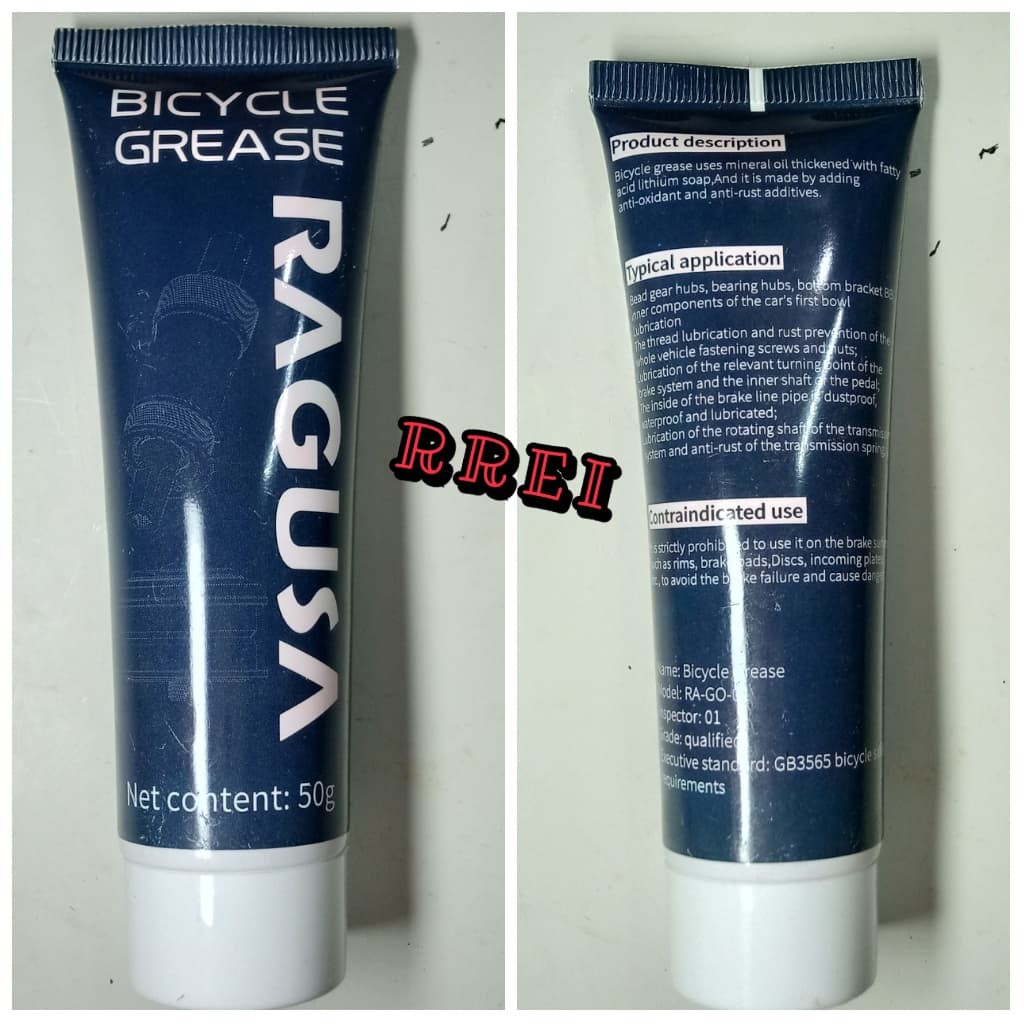 BICYCLE
GREASE
RAGUSA
Net content: 50g
RREI
Product description
Bicycle grease uses mineral oil thickened with fatty
acid lithium soap,And it is made by adding
anti-oxidant and anti-rust additives.
Typical application
Bead gear hubs, bearing hubs, bottom bracket BB
inner components of the car's first bowl
Lubrication
The thread lubrication and rust prevention of the
whole vehicle fastening screws and nuts;
Lubrication of the relevant turning point of the
brake system and the inner shaft of the pedal;
The inside of the brake line pipe is dustproof,
waterproof and lubricated;
Lubrication of the rotating shaft of the
system and anti-rust of the transmission spring
Contraindicated use
is strictly prohibited to use it on the brake
such as rims, brake pads,Discs, incoming
etc., to avoid the brake failure and cause
Name: Bicycle Grease
Model:
Inspector: 01
Grade: qualified
Executive standard: GB3565 bicycle
requirements